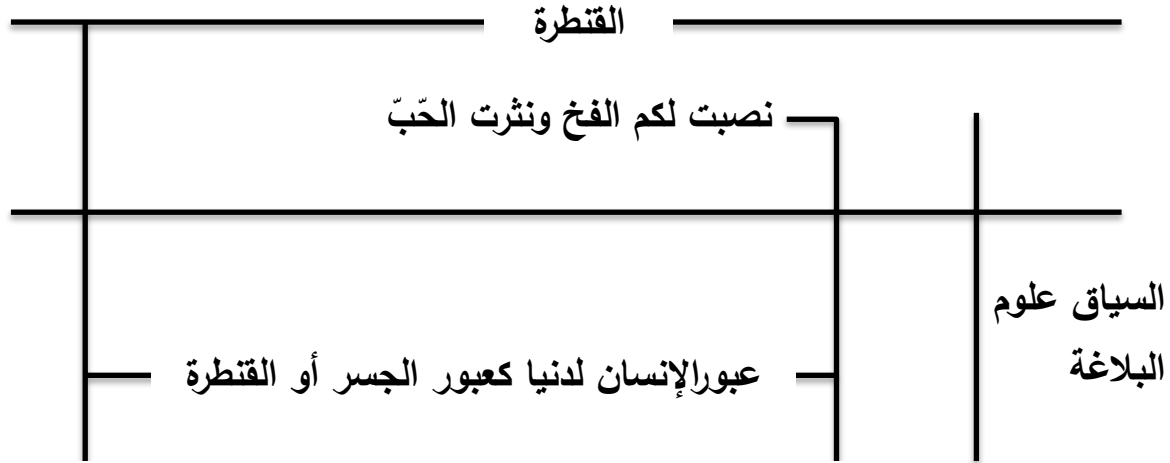 القنطرة
نصبت لكم الفخ ونثرت الحّبّ
السياق علوم
البلاغة
عبورالإنسان لدنيا كعبور الجسر أو القنطرة